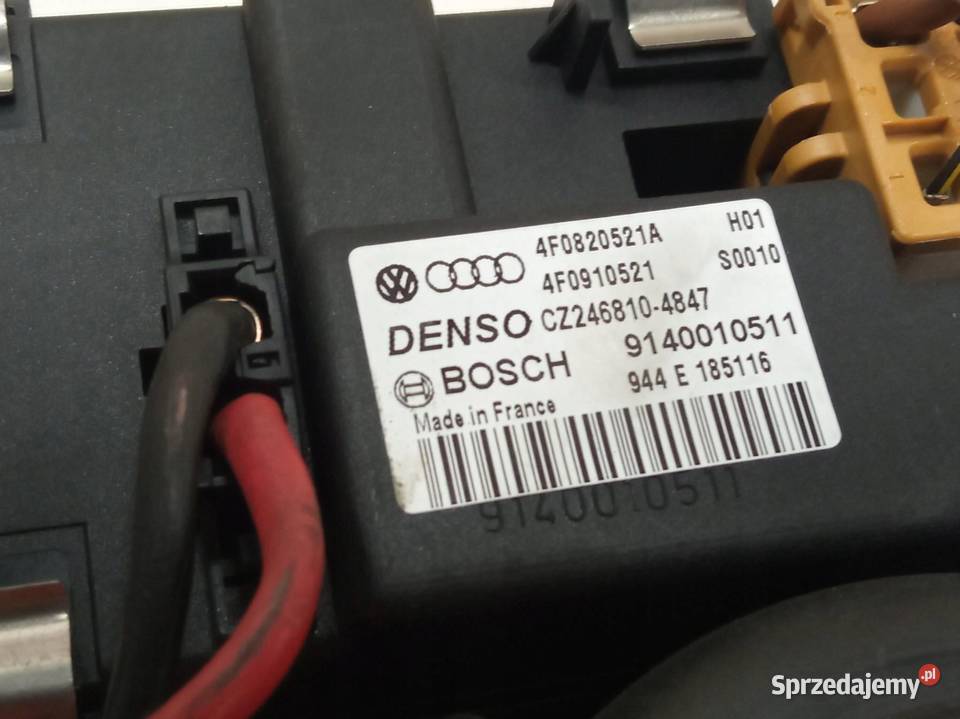 4F0820521A H01
4F0910521 S0010
DENSO CZ246810-4847
BOSCH 9140010511
944 E 185116
Made in France
9140010511
Sprzedajemy.pl